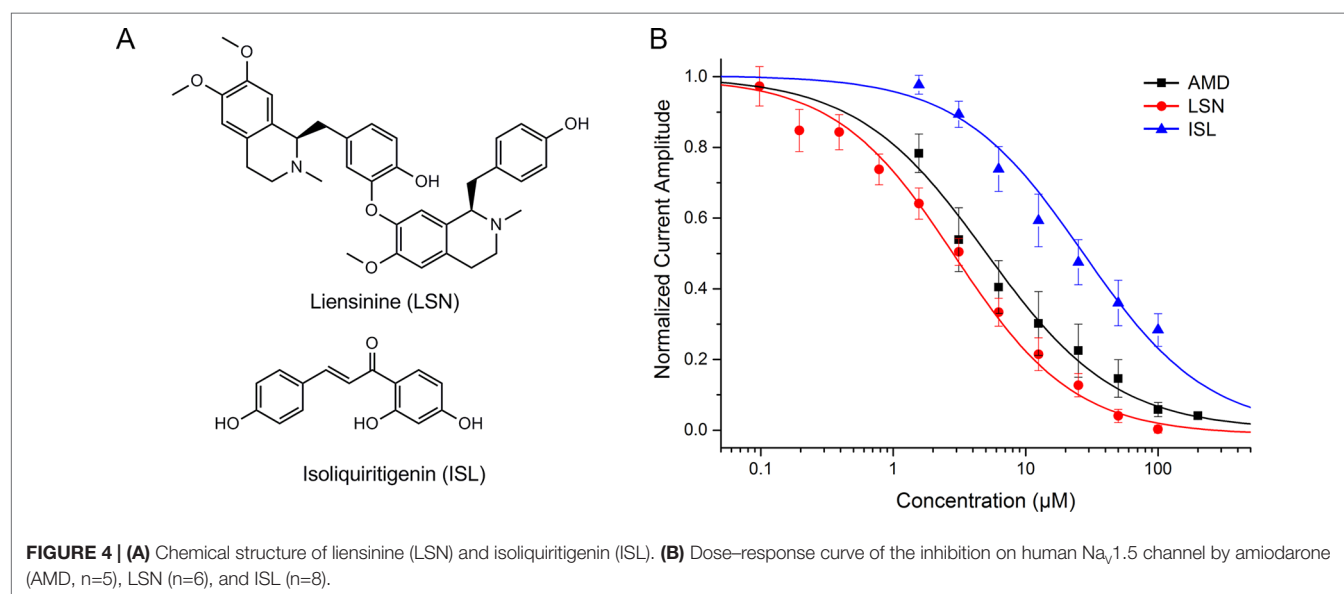 A
O
O
N
OH
OH
O
N
O
Liensinine (LSN)
O
HO
HO
OH
Isoliquiritigenin (ISL)
B
Normalized Current Amplitude
1.0
0.8
0.6
0.4
0.2
0.0
0.1
1
10
100
Concentration (µM)
AMD
LSN
ISL
FIGURE 4 | (A) Chemical structure of liensinine (LSN) and isoliquiritigenin (ISL). (B) Dose–response curve of the inhibition on human NaV1.5 channel by amiodarone
(AMD, n=5), LSN (n=6), and ISL (n=8).